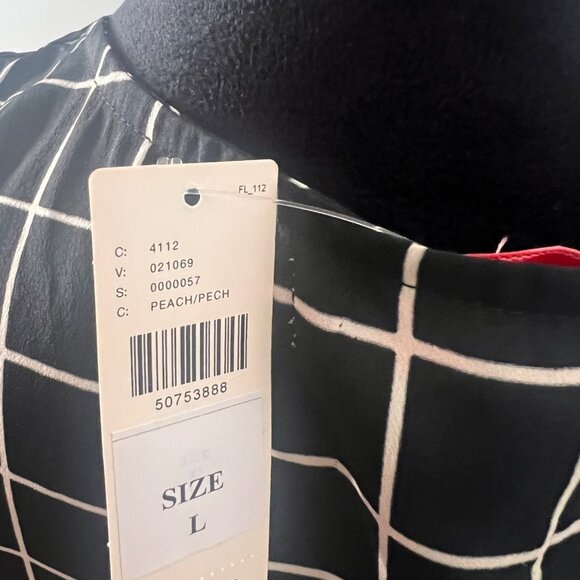 FL_112
C: 4112
V: 021069
S: 0000057
C: PEACH/PECH
50753888
SIZE
L